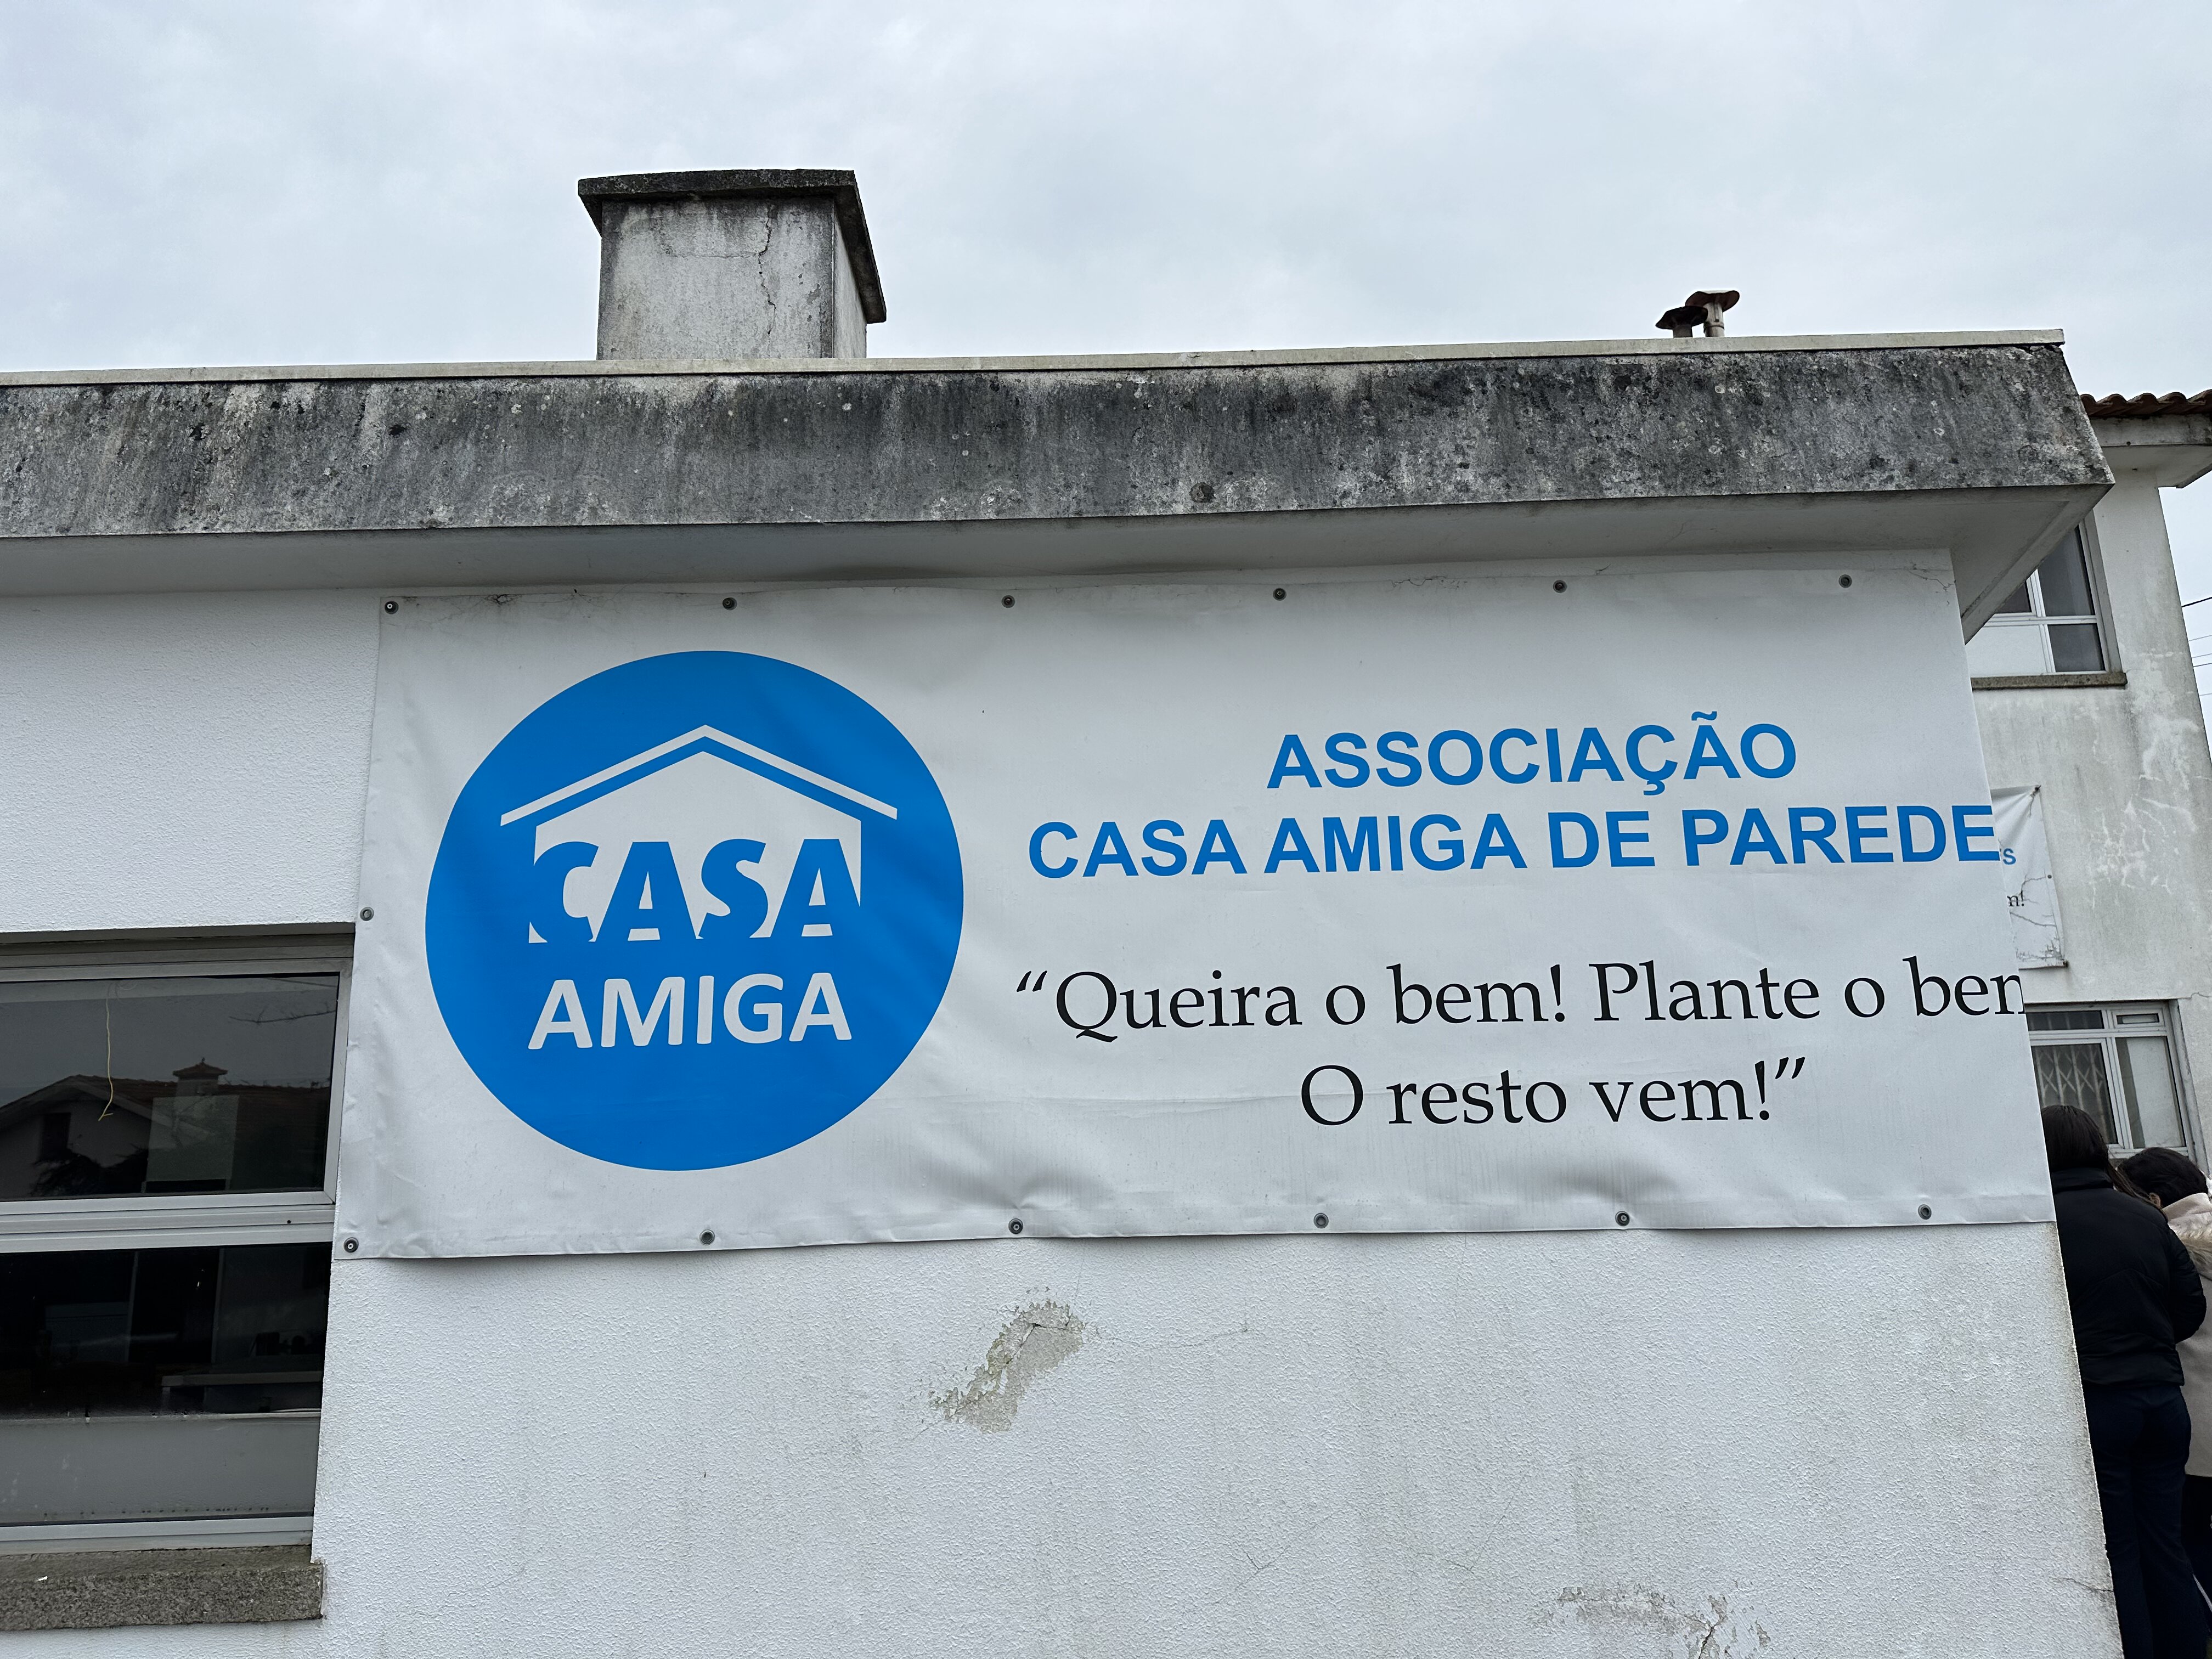 CASA
AMIGA
ASSOCIAÇÃO
CASA AMIGA DE PAREDE
“Queira o bem! Plante o ben
O resto vem!”